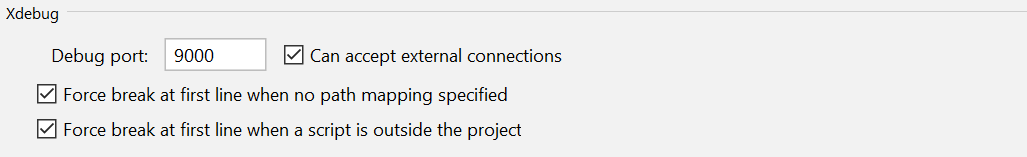 Xdebug
Debug port: 9000 Can accept external connections
Force break at first line when no path mapping specified
Force break at first line when a script is outside the project